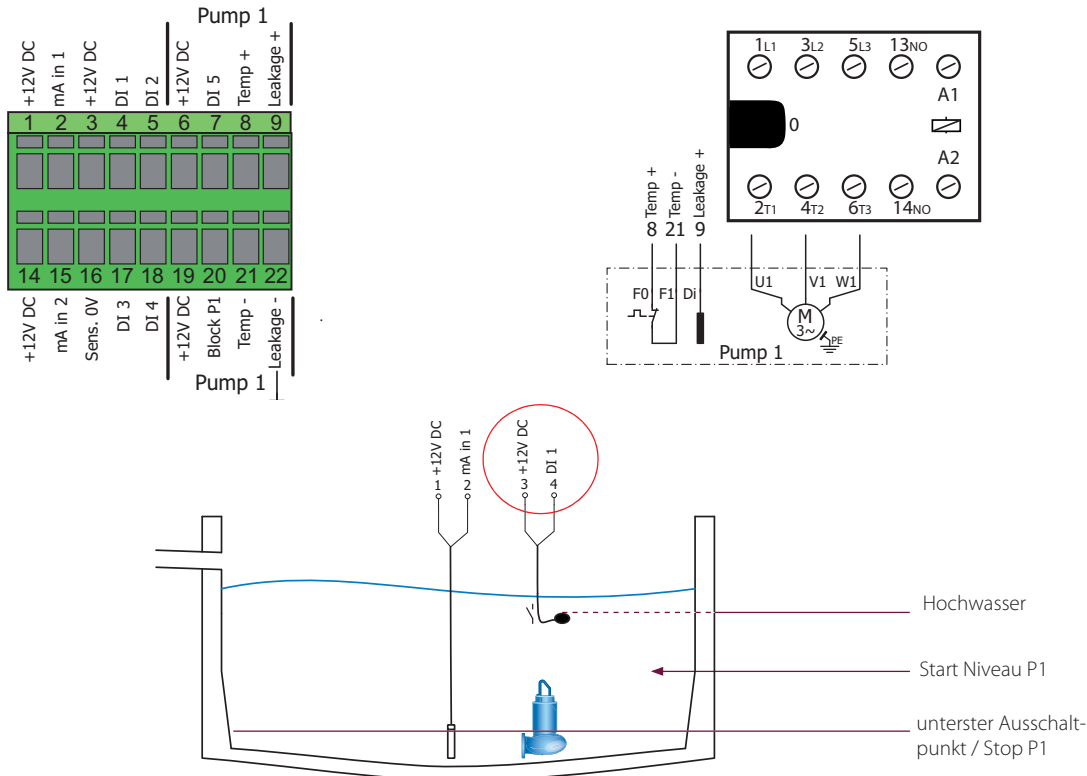 Pump 1
+12V DC
mA in 1
+12V DC
DI 1
DI 2
+12V DC
DI 5
Temp +
Leakage +
1 2 3 4 5 6 7 8 9
14 15 16 17 18 19 20 21 22
+12V DC
mA in 2
Sens. 0V
DI 3
DI 4
+12V DC
Block P1
Temp -
Leakage -
Pump 1
1L1 3L2 5L3 13NO
A1
0
A2
2T1 4T2 6T3 14NO
8 Temp +
21 Temp -
9 Leakage +
F0 F1 Di
U1 V1 W1
M
3~
PE
Pump 1
1 +12V DC
2 mA in 1
3 +12V DC
4 DI 1
Hochwasser
Start Niveau P1
unterster Ausschalt-
punkt / Stop P1